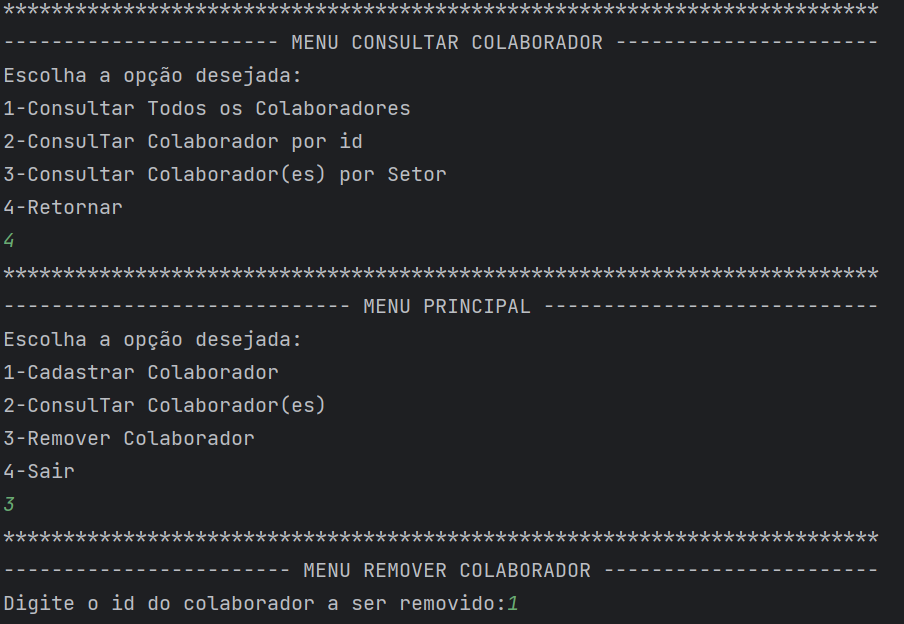 *************************************************************************
----------------------- MENU CONSULTAR COLABORADOR ----------------------
Escolha a opção desejada:
1-Consultar Todos os Colaboradores
2-ConsulTar Colaborador por id
3-Consultar Colaborador(es) por Setor
4-Retornar
4
*************************************************************************
----------------------------- MENU PRINCIPAL ----------------------------
Escolha a opção desejada:
1-Cadastrar Colaborador
2-ConsulTar Colaborador(es)
3-Remover Colaborador
4-Sair
3
*************************************************************************
------------------------ MENU REMOVER COLABORADOR -----------------------
Digite o id do colaborador a ser removido:1